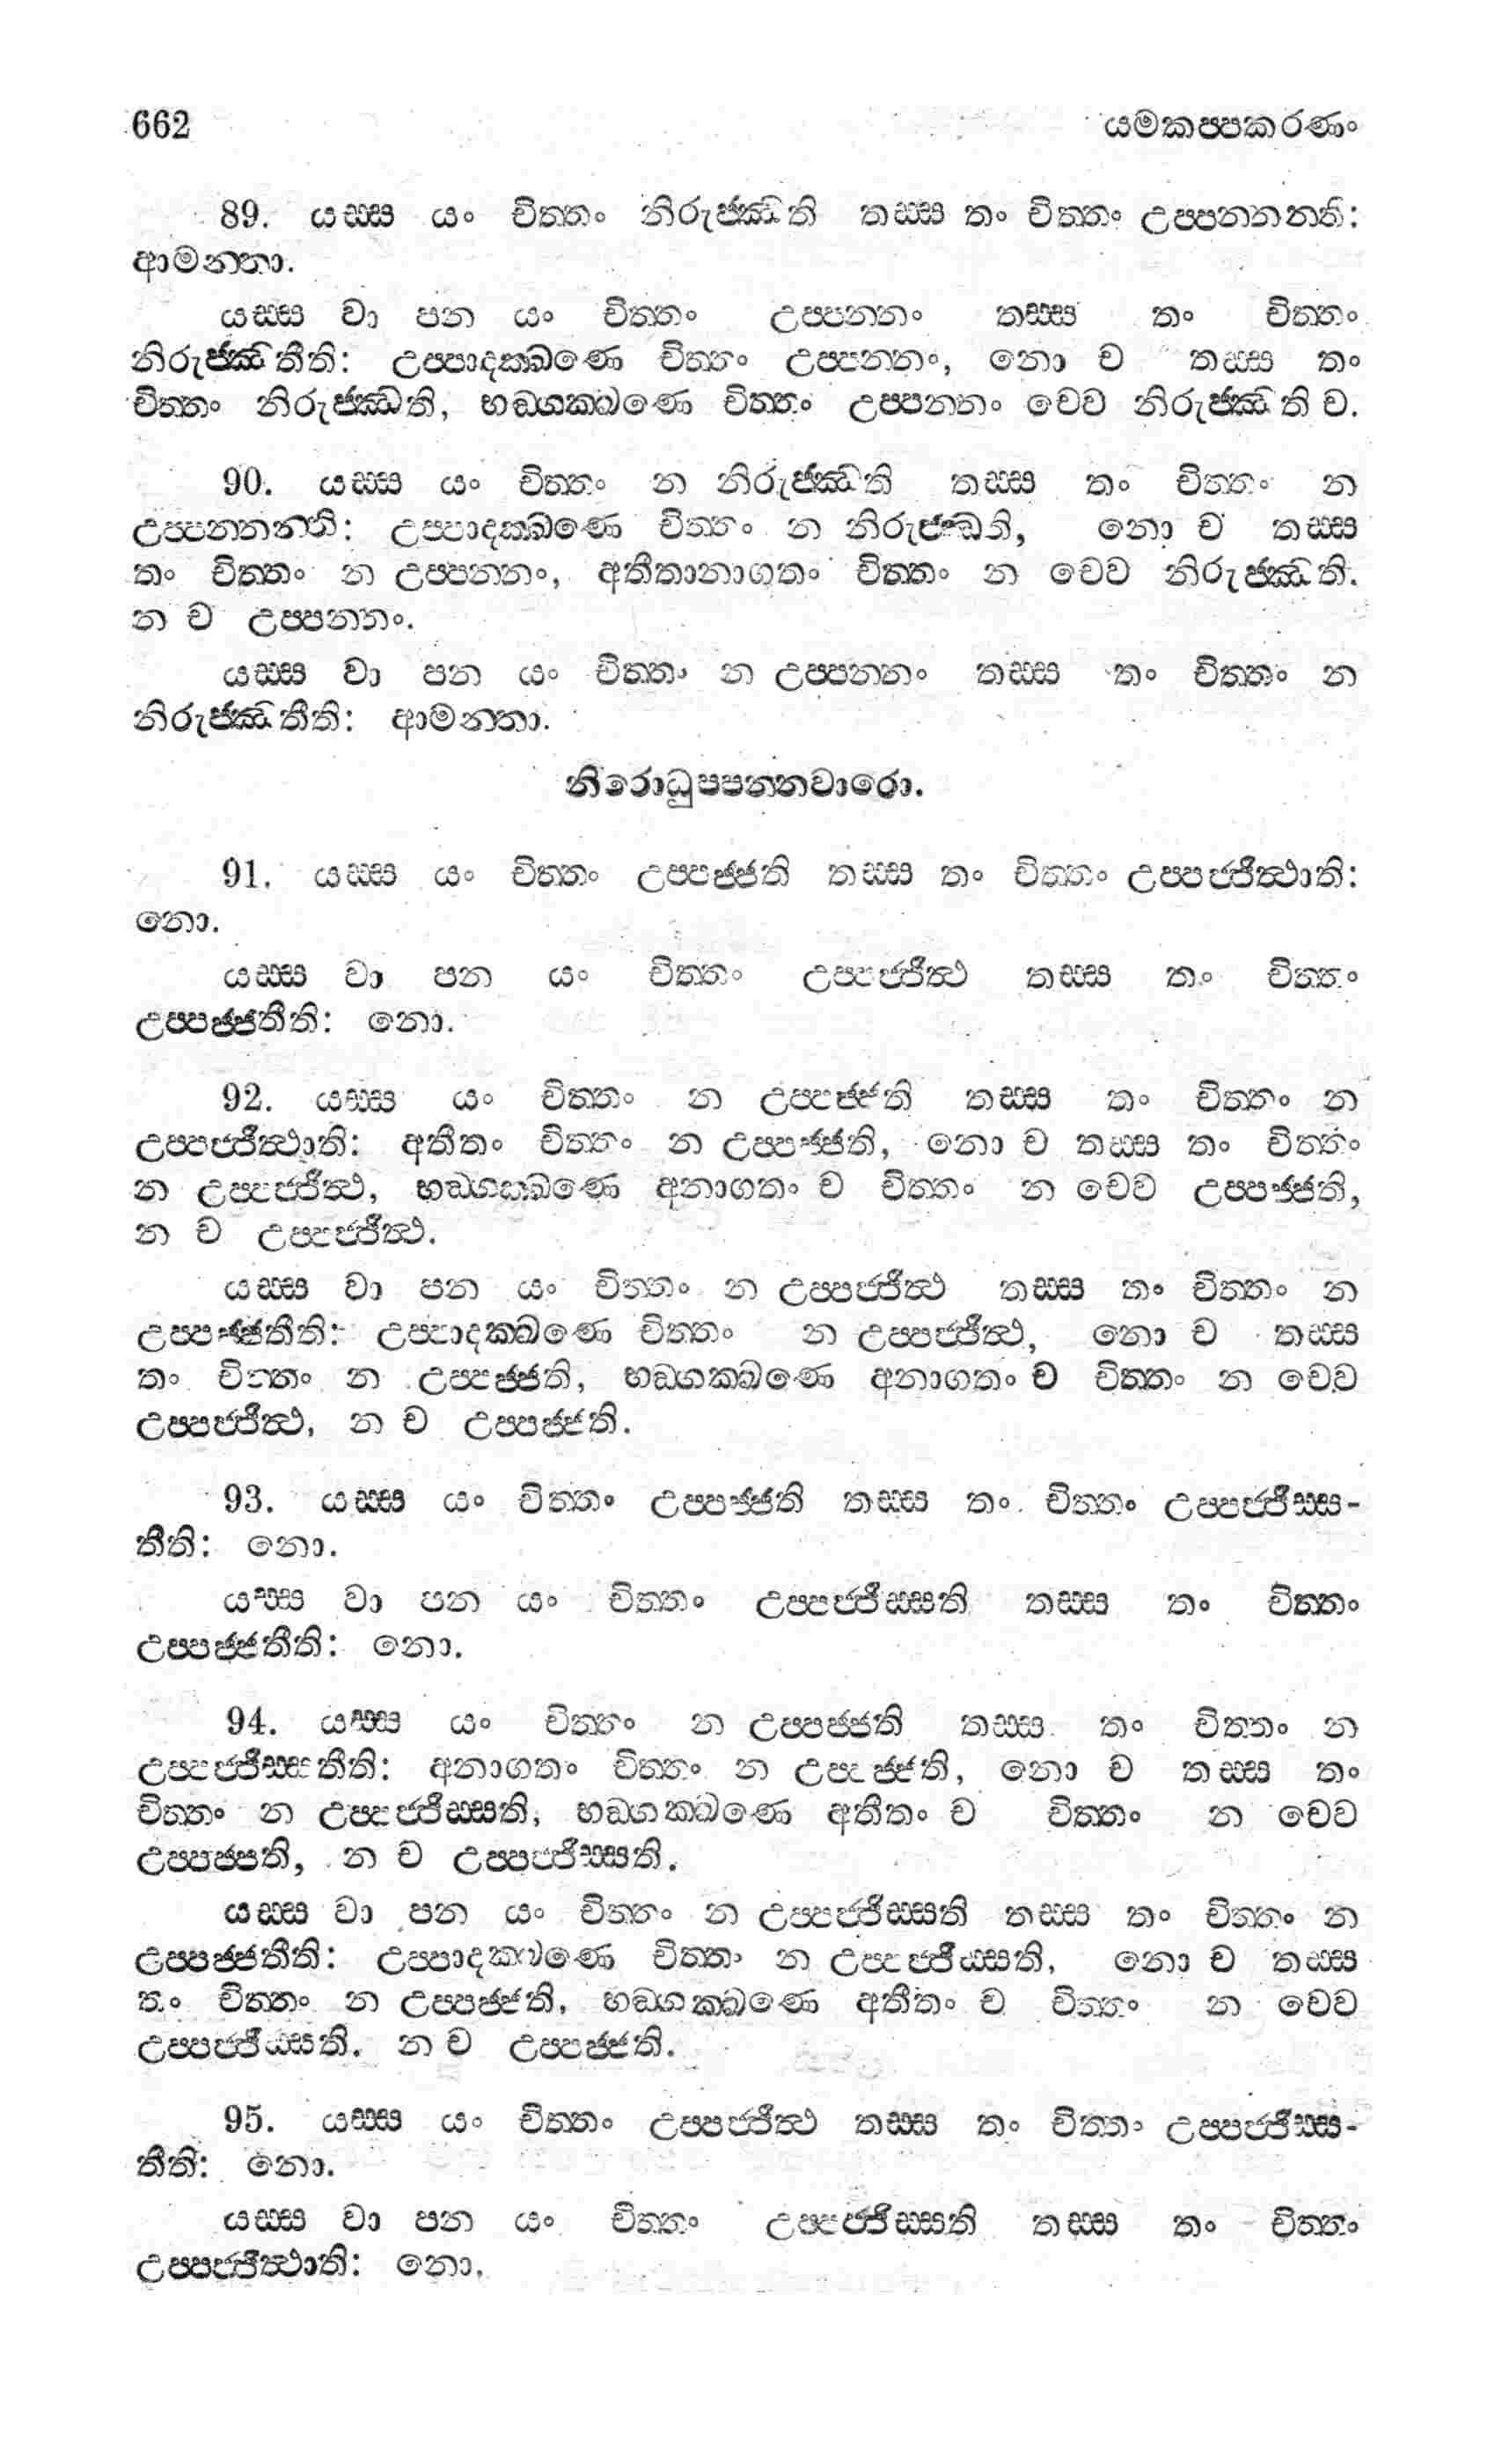 662 යමකප්පකරණං
89. යස්ස යං චිත්තං නිරුජ්ඣති තස්ස තං චිත්තං උප්පන්නන්ති:
ආමන්තා.
යස්ස වා පන යං චිත්තං උප්පන්නං තස්ස තං චිත්තං
නිරුජ්ඣතීති: උප්පාදක්ඛණෙ චිත්තං උප්පන්නං, නො ච තස්ස තං
චිත්තං නිරුජ්ඣති, භඞ්ගක්ඛණෙ චිත්තං උප්පන්නං චෙව නිරුජ්ඣති ච.
90. යස්ස යං චිත්තං න නිරුජ්ඣති තස්ස තං චිත්තං න
උප්පන්නන්ති: උප්පාදක්ඛණෙ චිත්තං න නිරුජ්ඣති, නො ච තස්ස
තං චිත්තං න උප්පන්නං, අතීතානාගතං චිත්තං න චෙව නිරුජ්ඣති.
න ච උප්පන්නං.
යස්ස වා පන යං චිත්තං න උප්පන්නං තස්ස තං චිත්තං න
නිරුජ්ඣතීති: ආමන්තා.
නිරොධුප්පන්නවාරො.
91. යස්ස යං චිත්තං උප්පජ්ජති තස්ස තං චිත්තං උප්පජ්ජිත්ථාති:
නො.
යස්ස වා පන යං චිත්තං උප්පජ්ජිත්ථ තස්ස තං චිත්තං
උප්පජ්ජතීති: නො.
92. යස්ස යං චිත්තං න උප්පජ්ජති තස්ස තං චිත්තං න
උප්පජ්ජිත්ථාති: අතීතං චිත්තං න උප්පජ්ජති, නො ච තස්ස තං චිත්තං
න උප්පජ්ජිත්ථ, භඞ්ගක්ඛණෙ අනාගතං ච චිත්තං න චෙව උප්පජ්ජති,
න ච උප්පජ්ජිත්ථ.
යස්ස වා පන යං චිත්තං න උප්පජ්ජිත්ථ තස්ස තං චිත්තං න
උප්පජ්ජතීති: උප්පාදක්ඛණෙ චිත්තං න උප්පජ්ජිත්ථ, නො ච තස්ස
තං චිත්තං න උප්පජ්ජති, භඞ්ගක්ඛණෙ අනාගතං ච චිත්තං න චෙව
උප්පජ්ජිත්ථ, න ච උප්පජ්ජති.
93. යස්ස යං චිත්තං උප්පජ්ජති තස්ස තං චිත්තං උප්පජ්ජිස්ස-
තීති: නො.
යස්ස වා පන යං චිත්තං උප්පජ්ජිස්සති තස්ස තං චිත්තං
උප්පජ්ජතීති: නො.
94. යස්ස යං චිත්තං න උප්පජ්ජති තස්ස තං චිත්තං න
උප්පජ්ජිස්සතීති: අනාගතං චිත්තං න උප්පජ්ජති, නො ච තස්ස තං
චිත්තං න උප්පජ්ජිස්සති, භඞ්ගක්ඛණෙ අතීතං ච චිත්තං න චෙව
උප්පජ්පති, න ච උප්පජ්ජිස්සති.
යස්ස වා පන යං චිත්තං න උප්පජ්ජිස්සති තස්ස තං චිත්තං න
උප්පජ්ජතීති: උප්පාදක්ඛණෙ චිත්තං න උප්පජ්ජිස්සති, නො ච තස්ස
තං චිත්තං න උප්පජ්ජති, භඞ්ගක්ඛණෙ අතීතං ච චිත්තං න චෙව
උප්පජ්ජිස්සති. න ච උප්පජ්ජති.
95. යස්ස යං චිත්තං උප්පජ්ජිත්ථ තස්ස තං චිත්තං උප්පජ්ජිස්ස-
තීති: නො.
යස්ස වා පන යං චිත්තං උප්පජ්ජිස්සති තස්ස තං චිත්තං
උප්පජ්ජිත්ථාති: නො.